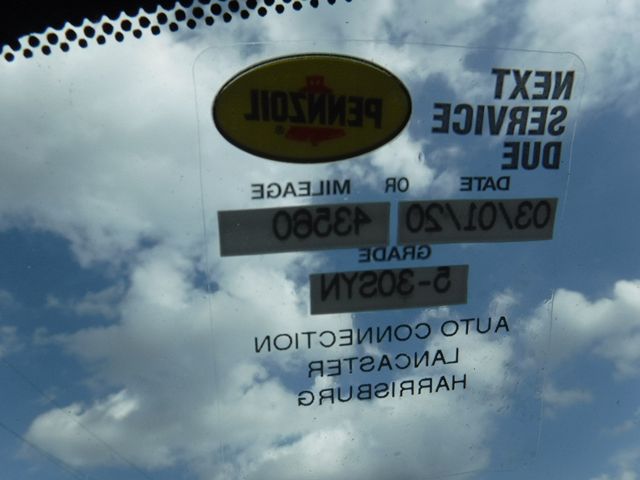 PENNZOIL®
NEXT
SERVICE
DUE
DATE OR MILEAGE
03/01/20 43560
GRADE
5-30SYN
AUTO CONNECTION
LANCASTER
HARRISBURG